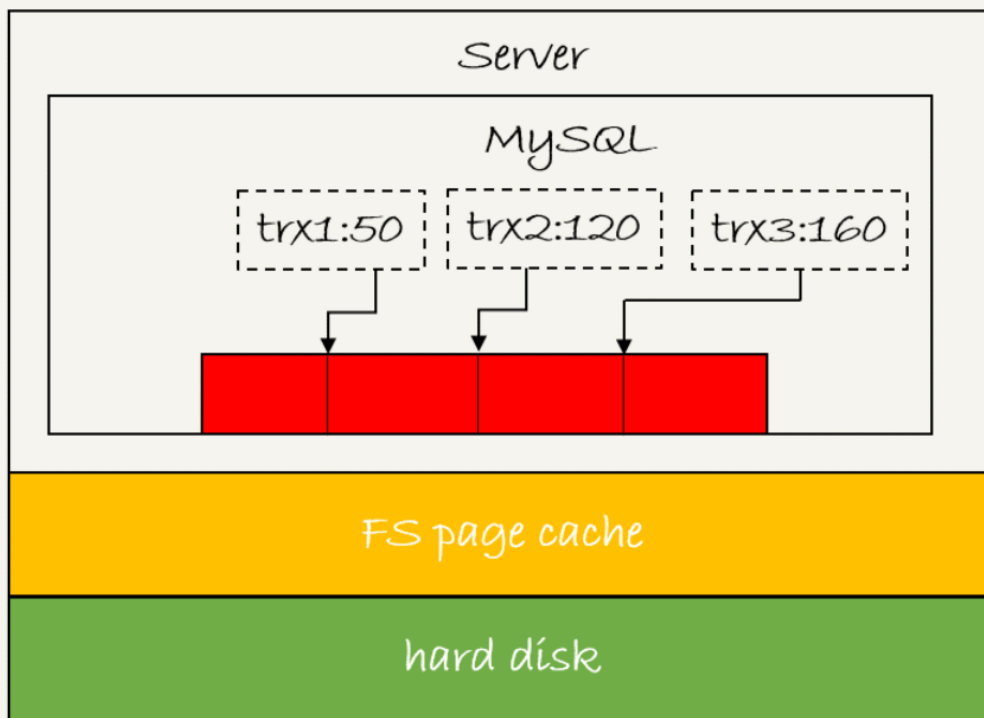 Server
MySQL
trx1:50
trx2:120
trx3:160
FS page cache
hard disk